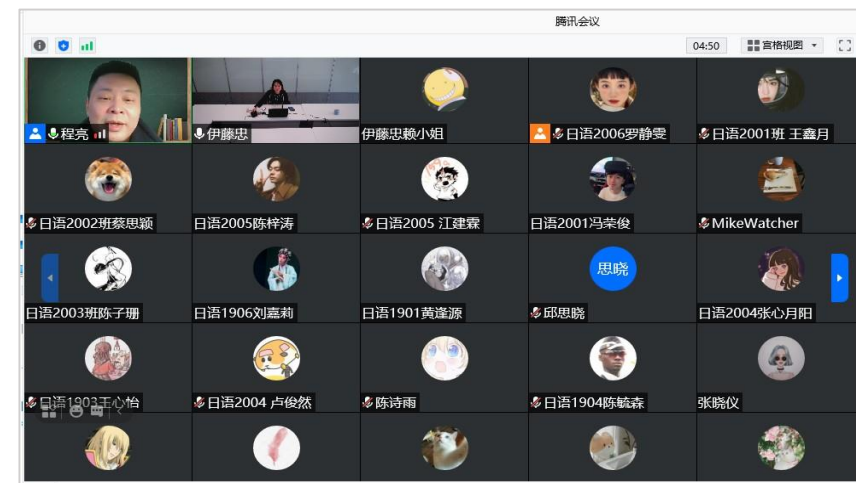 腾讯会议
04:50 宫格视图
程亮 伊藤忠 伊藤忠赖小姐 日语2006罗静雯 日语2001班 王鑫月
日语2002班蔡思颖 日语2005陈梓涛 日语2005 江建霖 日语2001冯荣俊 MikeWatcher
思晓
日语2003班陈子珊 日语1906刘嘉莉 日语1901黄逢源 邱思晓 日语2004张心月阳
日语1903王心怡 日语2004 卢俊然 陈诗雨 日语1904陈毓森 张晓仪